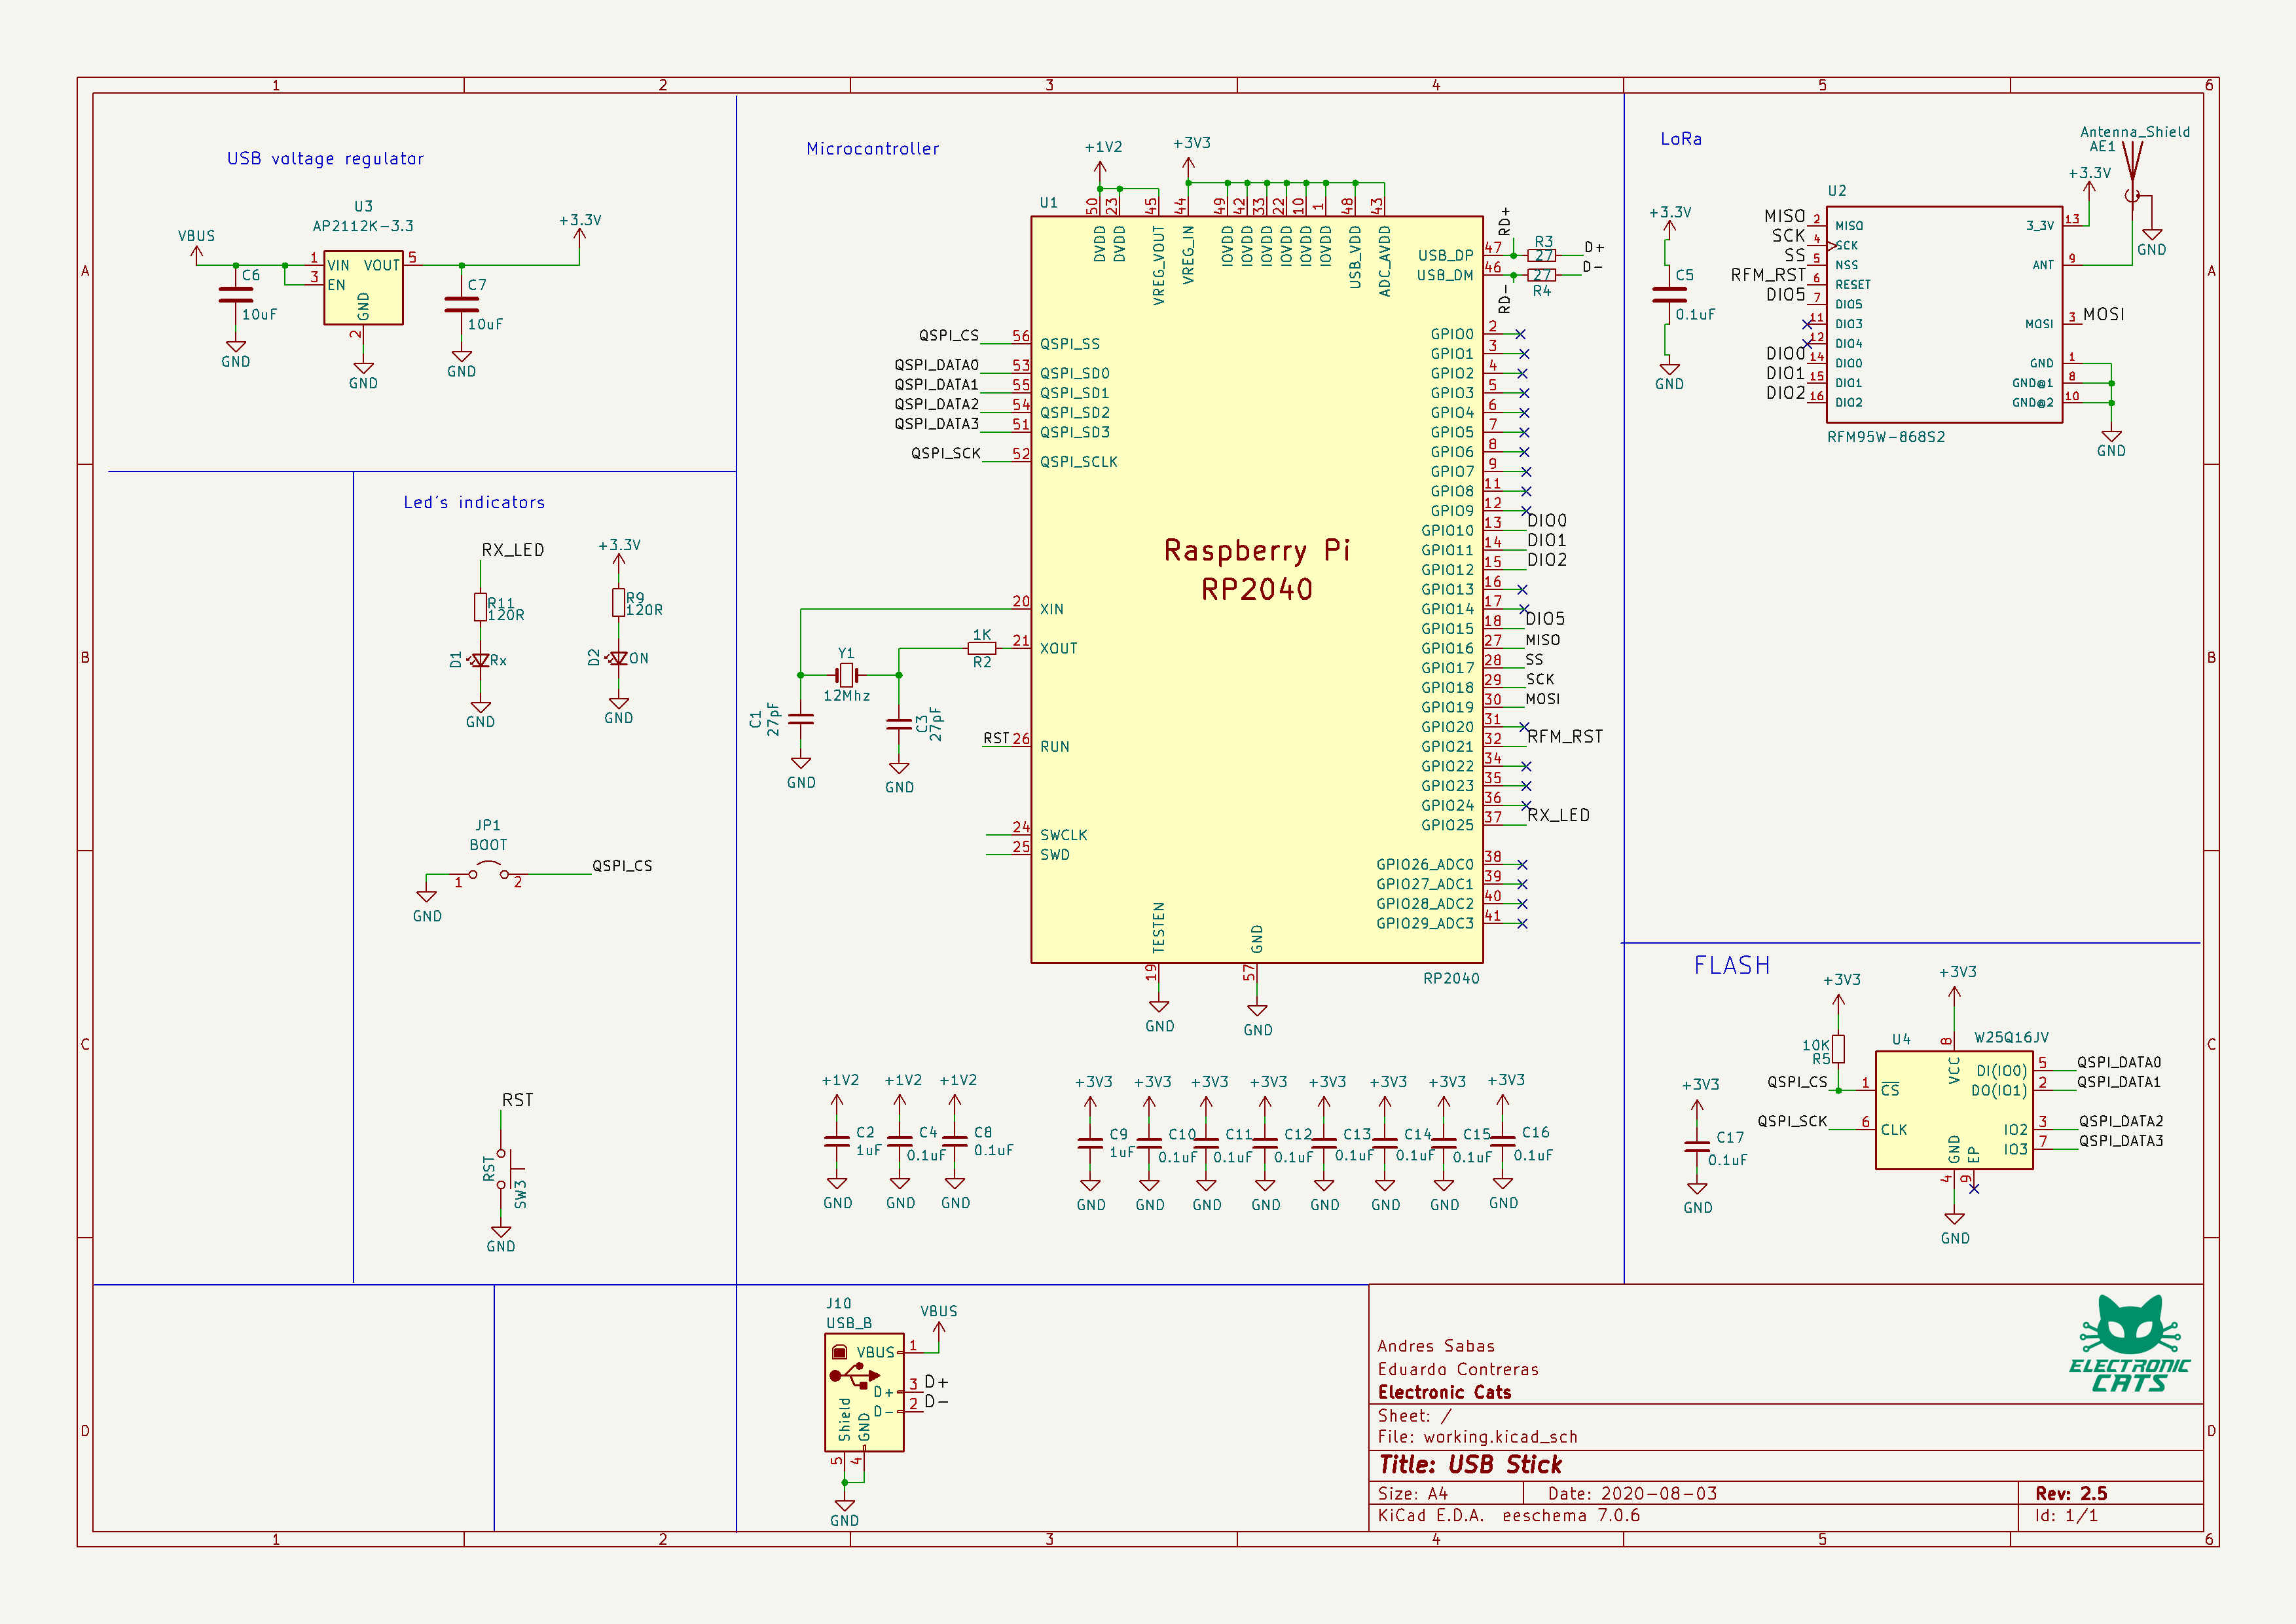 1 2 3 4 5 6
A
B
C
D
USB voltage regulator
U3
AP2112K-3.3
VBUS
+3.3V
1 VIN VOUT 5
3 EN
GND
2
C6
10uF
GND
C7
10uF
GND
GND
Led's indicators
RX_LED
R11
120R
D1
Rx
GND
+3.3V
R9
120R
D2
ON
GND
JP1
BOOT
1 2
QSPI_CS
GND
RST
RST
SW3
GND
Microcontroller
+1V2
+3V3
U1
50 23 45 44 49 42 33 22 10 1 48 43
DVDD DVDD VREG_VOUT VREG_IN IOVDD IOVDD IOVDD IOVDD IOVDD IOVDD USB_VDD ADC_AVDD
QSPI_CS 56 QSPI_SS
QSPI_DATA0 53 QSPI_SD0
QSPI_DATA1 55 QSPI_SD1
QSPI_DATA2 54 QSPI_SD2
QSPI_DATA3 51 QSPI_SD3
QSPI_SCK 52 QSPI_SCLK
20 XIN
21 XOUT
1K
R2
Y1
12Mhz
C1
27pF
GND
C3
27pF
GND
RST 26 RUN
24 SWCLK
25 SWD
Raspberry Pi
RP2040
RD+
USB_DP 47 R3 27 D+
USB_DM 46 27 R4 D-
RD-
GPIO0 2
GPIO1 3
GPIO2 4
GPIO3 5
GPIO4 6
GPIO5 7
GPIO6 8
GPIO7 9
GPIO8 11
GPIO9 12
GPIO10 13 DIO0
GPIO11 14 DIO1
GPIO12 15 DIO2
GPIO13 16
GPIO14 17
GPIO15 18 DIO5
GPIO16 27 MISO
GPIO17 28 SS
GPIO18 29 SCK
GPIO19 30 MOSI
GPIO20 31
GPIO21 32 RFM_RST
GPIO22 34
GPIO23 35
GPIO24 36
GPIO25 37 RX_LED
GPIO26_ADC0 38
GPIO27_ADC1 39
GPIO28_ADC2 40
GPIO29_ADC3 41
TESTEN 19
GND 57
GND
GND
RP2040
+1V2 +1V2 +1V2 +3V3 +3V3 +3V3 +3V3 +3V3 +3V3 +3V3 +3V3
C2 C4 C8 C9 C10 C11 C12 C13 C14 C15 C16
1uF 0.1uF 0.1uF 1uF 0.1uF 0.1uF 0.1uF 0.1uF 0.1uF 0.1uF 0.1uF
GND GND GND GND GND GND GND GND GND GND GND
LoRa
Antenna_Shield
AE1
+3.3V
GND
+3.3V
C5
0.1uF
GND
U2
MISO 2 MISO
SCK 4 SCK
SS 5 NSS
RFM_RST 6 RESET
DIO5 7 DIO5
11 DIO3
12 DIO4
DIO0 14 DIO0
DIO1 15 DIO1
DIO2 16 DIO2
3_3V 13
ANT 9
MOSI 3 MOSI
GND 1
GND@1 8
GND@2 10
GND
RFM95W-868S2
FLASH
+3V3
+3V3
10K
R5
U4
W25Q16JV
QSPI_CS 1 CS
QSPI_SCK 6 CLK
8
VCC
DI(IO0) 5 QSPI_DATA0
DO(IO1) 2 QSPI_DATA1
IO2 3 QSPI_DATA2
IO3 7 QSPI_DATA3
GND EP
4 9
GND
+3V3
C17
0.1uF
GND
J10
USB_B
VBUS
VBUS 1
D+ 3 D+
D- 2 D-
Shield GND
5 4
GND
Andres Sabas
Eduardo Contreras
Electronic Cats
ELECTRONIC
CATS
Sheet: /
File: working.kicad_sch
Title: USB Stick
Size: A4 Date: 2020-08-03 Rev: 2.5
KiCad E.D.A. eeschema 7.0.6 Id: 1/1
A
B
C
D
1 2 3 4 5 6